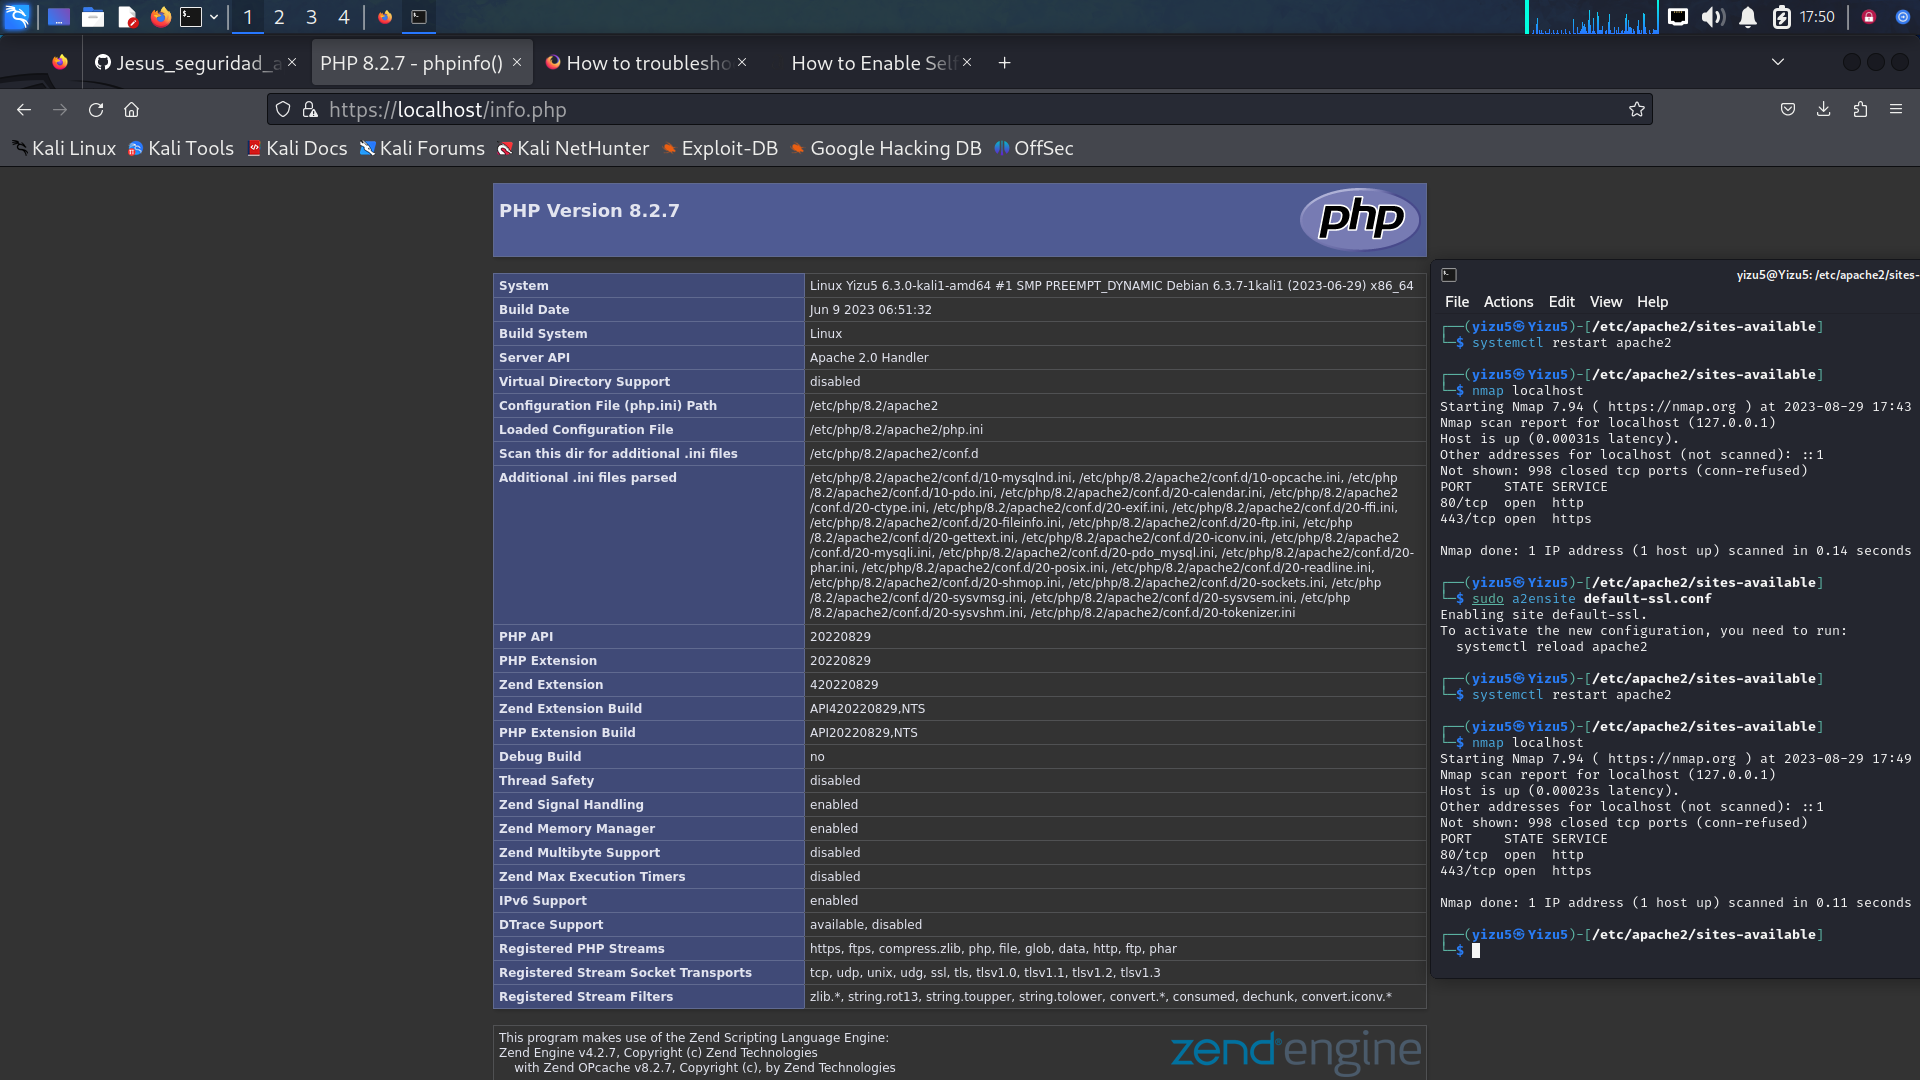 1 2 3 4
17:50
Jesus_seguridad_a
PHP 8.2.7 - phpinfo()
How to troublesho
How to Enable Self
https://localhost/info.php
Kali Linux
Kali Tools
Kali Docs
Kali Forums
Kali NetHunter
Exploit-DB
Google Hacking DB
OffSec
PHP Version 8.2.7
php
System Linux Yizu5 6.3.0-kali1-amd64 #1 SMP PREEMPT_DYNAMIC Debian 6.3.7-1kali1 (2023-06-29) x86_64
Build Date Jun 9 2023 06:51:32
Build System Linux
Server API Apache 2.0 Handler
Virtual Directory Support disabled
Configuration File (php.ini) Path /etc/php/8.2/apache2
Loaded Configuration File /etc/php/8.2/apache2/php.ini
Scan this dir for additional .ini files /etc/php/8.2/apache2/conf.d
Additional .ini files parsed /etc/php/8.2/apache2/conf.d/10-mysqlnd.ini, /etc/php/8.2/apache2/conf.d/10-opcache.ini, /etc/php
/8.2/apache2/conf.d/10-pdo.ini, /etc/php/8.2/apache2/conf.d/20-calendar.ini, /etc/php/8.2/apache2
/conf.d/20-ctype.ini, /etc/php/8.2/apache2/conf.d/20-exif.ini, /etc/php/8.2/apache2/conf.d/20-ffi.ini,
/etc/php/8.2/apache2/conf.d/20-fileinfo.ini, /etc/php/8.2/apache2/conf.d/20-ftp.ini, /etc/php
/8.2/apache2/conf.d/20-gettext.ini, /etc/php/8.2/apache2/conf.d/20-iconv.ini, /etc/php/8.2/apache2
/conf.d/20-mysqli.ini, /etc/php/8.2/apache2/conf.d/20-pdo_mysql.ini, /etc/php/8.2/apache2/conf.d/20-
phar.ini, /etc/php/8.2/apache2/conf.d/20-posix.ini, /etc/php/8.2/apache2/conf.d/20-readline.ini,
/etc/php/8.2/apache2/conf.d/20-shmop.ini, /etc/php/8.2/apache2/conf.d/20-sockets.ini, /etc/php
/8.2/apache2/conf.d/20-sysvmsg.ini, /etc/php/8.2/apache2/conf.d/20-sysvsem.ini, /etc/php
/8.2/apache2/conf.d/20-sysvshm.ini, /etc/php/8.2/apache2/conf.d/20-tokenizer.ini
PHP API 20220829
PHP Extension 20220829
Zend Extension 420220829
Zend Extension Build API420220829,NTS
PHP Extension Build API20220829,NTS
Debug Build no
Thread Safety disabled
Zend Signal Handling enabled
Zend Memory Manager enabled
Zend Multibyte Support disabled
Zend Max Execution Timers disabled
IPv6 Support enabled
DTrace Support available, disabled
Registered PHP Streams https, ftps, compress.zlib, php, file, glob, data, http, ftp, phar
Registered Stream Socket Transports tcp, udp, unix, udg, ssl, tls, tlsv1.0, tlsv1.1, tlsv1.2, tlsv1.3
Registered Stream Filters zlib.*, string.rot13, string.toupper, string.tolower, convert.*, consumed, dechunk, convert.iconv.*
This program makes use of the Zend Scripting Language Engine:
Zend Engine v4.2.7, Copyright (c) Zend Technologies
with Zend OPcache v8.2.7, Copyright (c), by Zend Technologies
zend engine
yizu5@Yizu5: /etc/apache2/sites-
File Actions Edit View Help
┌──(yizu5㉿Yizu5)-[/etc/apache2/sites-available]
└─$ systemctl restart apache2
┌──(yizu5㉿Yizu5)-[/etc/apache2/sites-available]
└─$ nmap localhost
Starting Nmap 7.94 ( https://nmap.org ) at 2023-08-29 17:43
Nmap scan report for localhost (127.0.0.1)
Host is up (0.00031s latency).
Other addresses for localhost (not scanned): ::1
Not shown: 998 closed tcp ports (conn-refused)
PORT STATE SERVICE
80/tcp open http
443/tcp open https
Nmap done: 1 IP address (1 host up) scanned in 0.14 seconds
┌──(yizu5㉿Yizu5)-[/etc/apache2/sites-available]
└─$ sudo a2ensite default-ssl.conf
Enabling site default-ssl.
To activate the new configuration, you need to run:
systemctl reload apache2
┌──(yizu5㉿Yizu5)-[/etc/apache2/sites-available]
└─$ systemctl restart apache2
┌──(yizu5㉿Yizu5)-[/etc/apache2/sites-available]
└─$ nmap localhost
Starting Nmap 7.94 ( https://nmap.org ) at 2023-08-29 17:49
Nmap scan report for localhost (127.0.0.1)
Host is up (0.00023s latency).
Other addresses for localhost (not scanned): ::1
Not shown: 998 closed tcp ports (conn-refused)
PORT STATE SERVICE
80/tcp open http
443/tcp open https
Nmap done: 1 IP address (1 host up) scanned in 0.11 seconds
┌──(yizu5㉿Yizu5)-[/etc/apache2/sites-available]
└─$